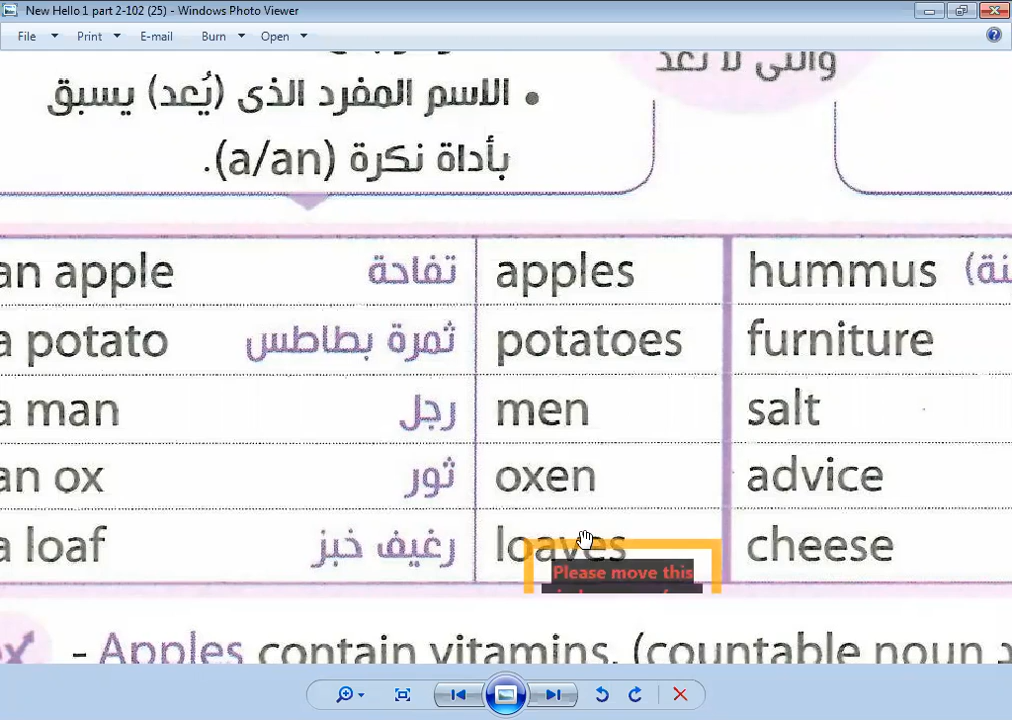 New Hello 1 part 2-102 (25) - Windows Photo Viewer
File Print E-mail Burn Open
والتى لا تعد
• الاسم المفرد الذى (يُعد) يسبق
بأداة نكرة (a/an).
an apple تفاحة apples hummus
a potato ثمرة بطاطس potatoes furniture
a man رجل men salt
an ox ثور oxen advice
a loaf رغيف خبز loaves cheese
Please move this
- Apples contain vitamins. (countable noun